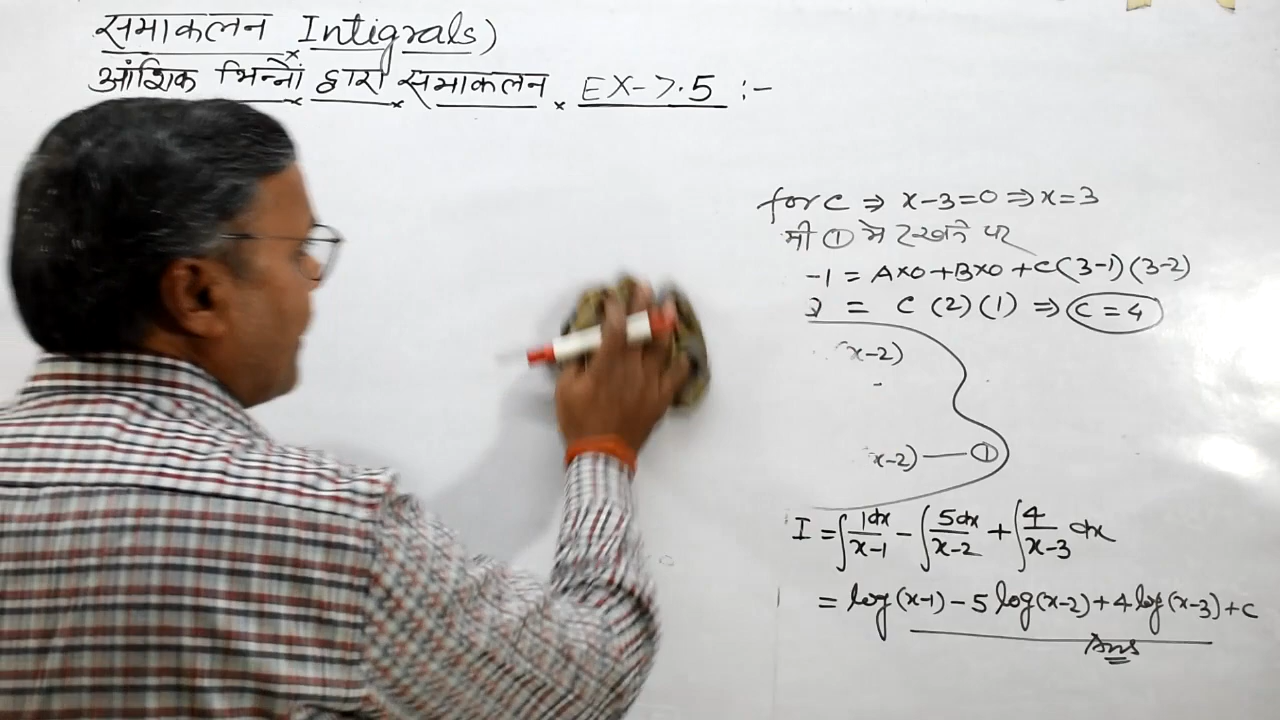 समाकलन Intigrals)
आंशिक भिन्नों द्वारा समाकलन EX-7.5 :-
for c ⇒ x-3=0 ⇒ x=3
① मे रखने पर
-1 = A×0+B×0+C(3-1)(3-2)
= C (2)(1) ⇒ C=4
x-2)
x-2) — ①
I = ∫1dx/x-1 - ∫5dx/x-2 + ∫4/x-3 dx
= log(x-1) - 5 log(x-2) + 4 log(x-3) + c
Ans